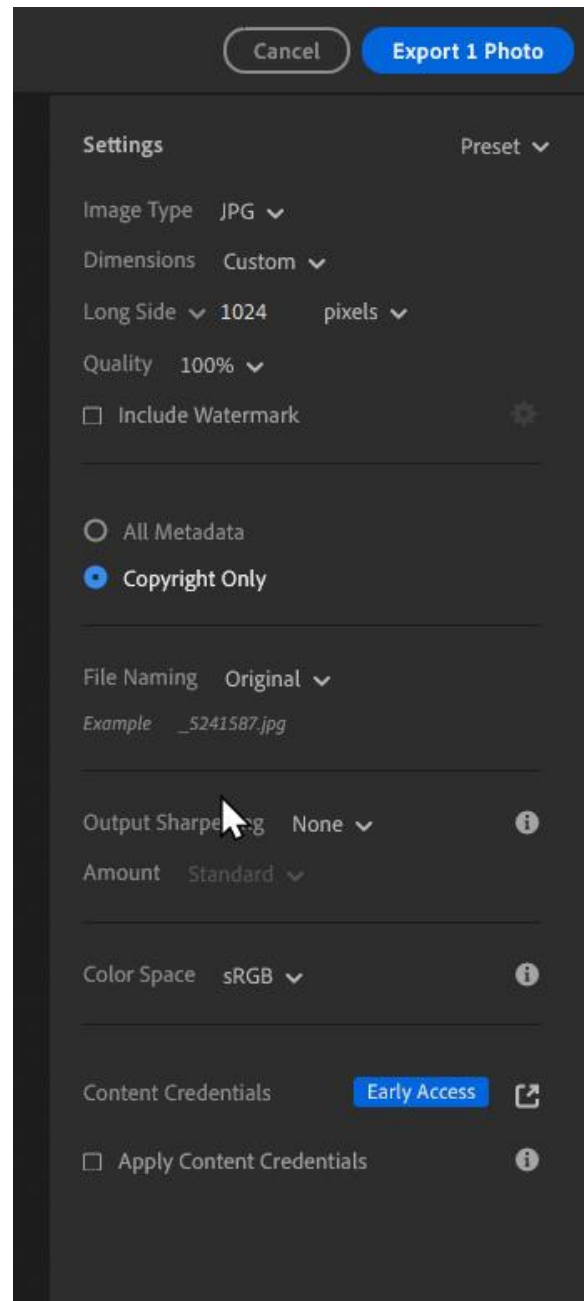 Cancel Export 1 Photo
Settings Preset
Image Type JPG
Dimensions Custom
Long Side 1024 pixels
Quality 100%
Include Watermark
All Metadata
Copyright Only
File Naming Original
Example _5241587.jpg
Output Sharpe g None
Amount Standard
Color Space sRGB
Content Credentials Early Access
Apply Content Credentials